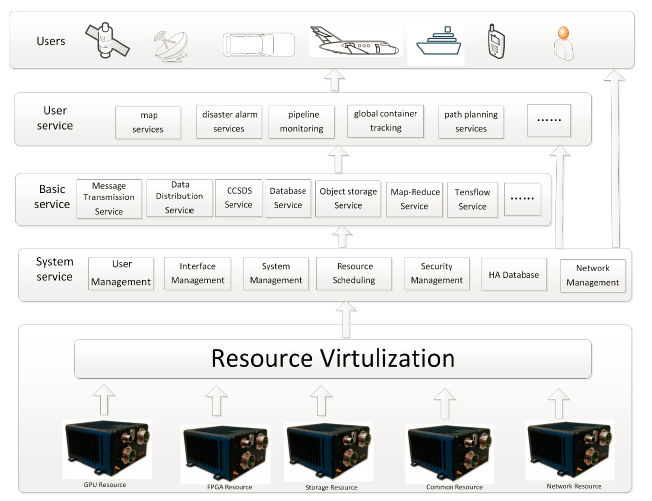 Users
User
service
map
services
disaster alarm
services
pipeline
monitoring
global container
tracking
path planning
services
......
Basic
service
Message
Transmission
Service
Data
Distribution
Service
CCSDS
Service
Database
Service
Object storage
Service
Map-Reduce
Service
Tensflow
Service
......
System
service
User
Management
Interface
Management
System
Management
Resource
Scheduling
Security
Management
HA Database
Network
Management
Resource Virtulization
GPU Resource
FPGA Resource
Storage Resource
Common Resource
Network Resource